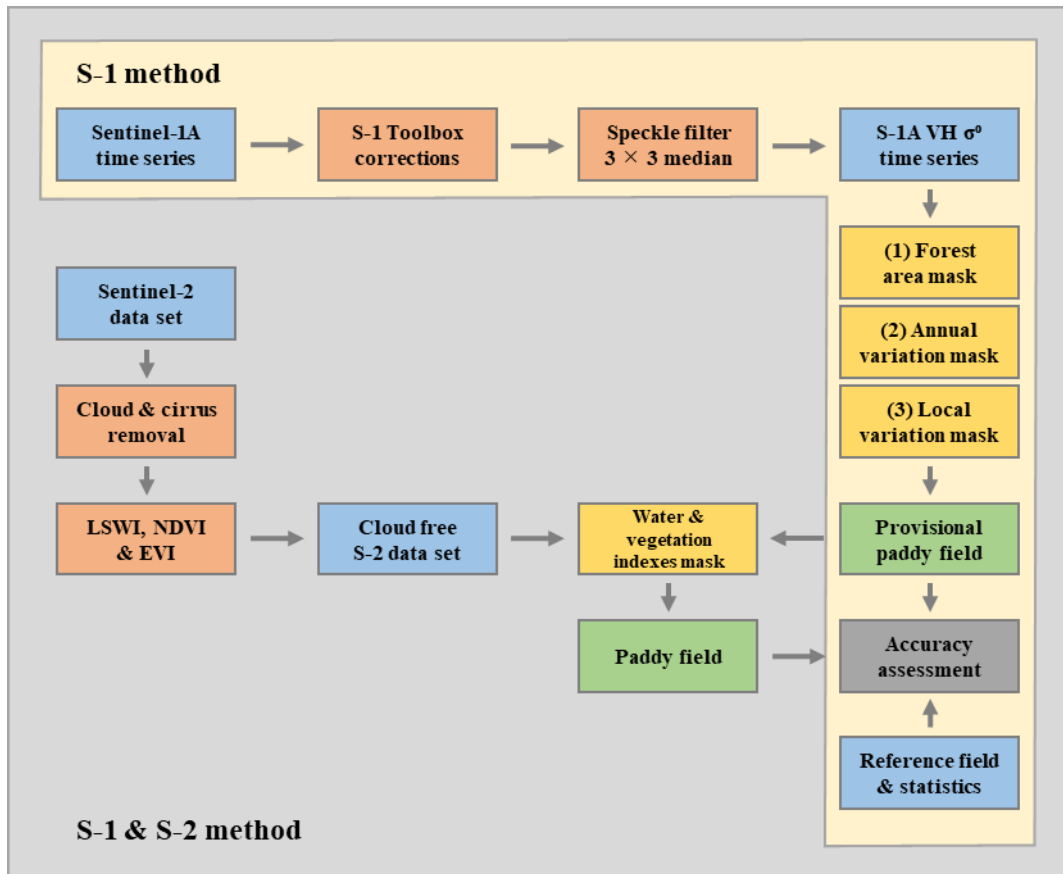 S-1 method
Sentinel-1A
time series
S-1 Toolbox
corrections
Speckle filter
3 × 3 median
S-1A VH σ⁰
time series
(1) Forest
area mask
(2) Annual
variation mask
(3) Local
variation mask
Sentinel-2
data set
Cloud & cirrus
removal
LSWI, NDVI
& EVI
Cloud free
S-2 data set
Water &
vegetation
indexes mask
Provisional
paddy field
Paddy field
Accuracy
assessment
Reference field
& statistics
S-1 & S-2 method